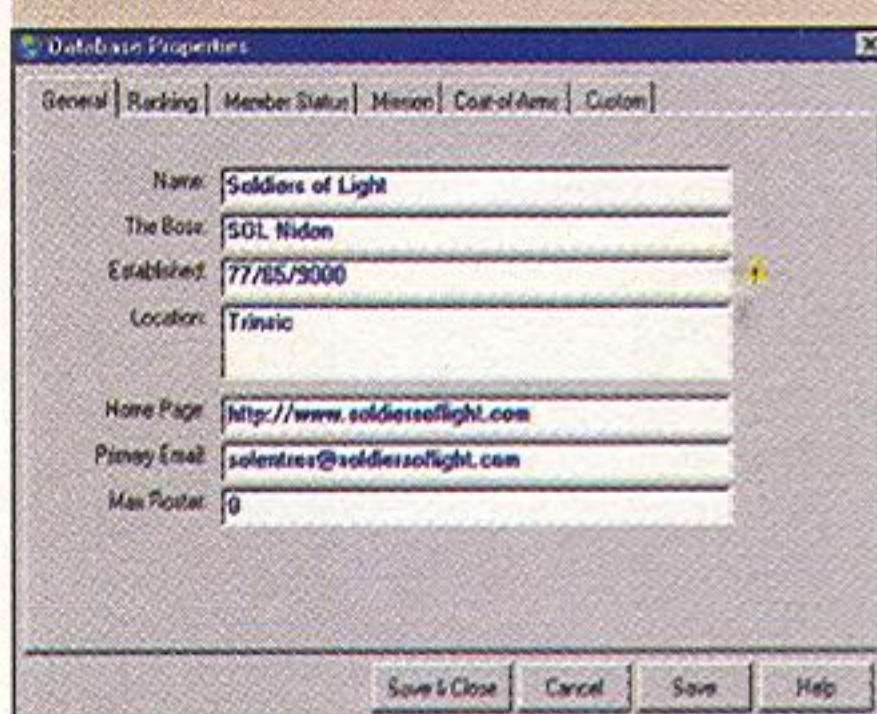 Database Properties
General Ranking Member Status Mission Coat-of-Arms Custom
Name: Soldiers of Light
The Boss: SOL Nidon
Established: 77/65/9000
Location: Trinsic
Home Page: http://www.soldiersoflight.com
Primary Email: solentres@soldiersoflight.com
Max Roster: 0
Save & Close Cancel Save Help